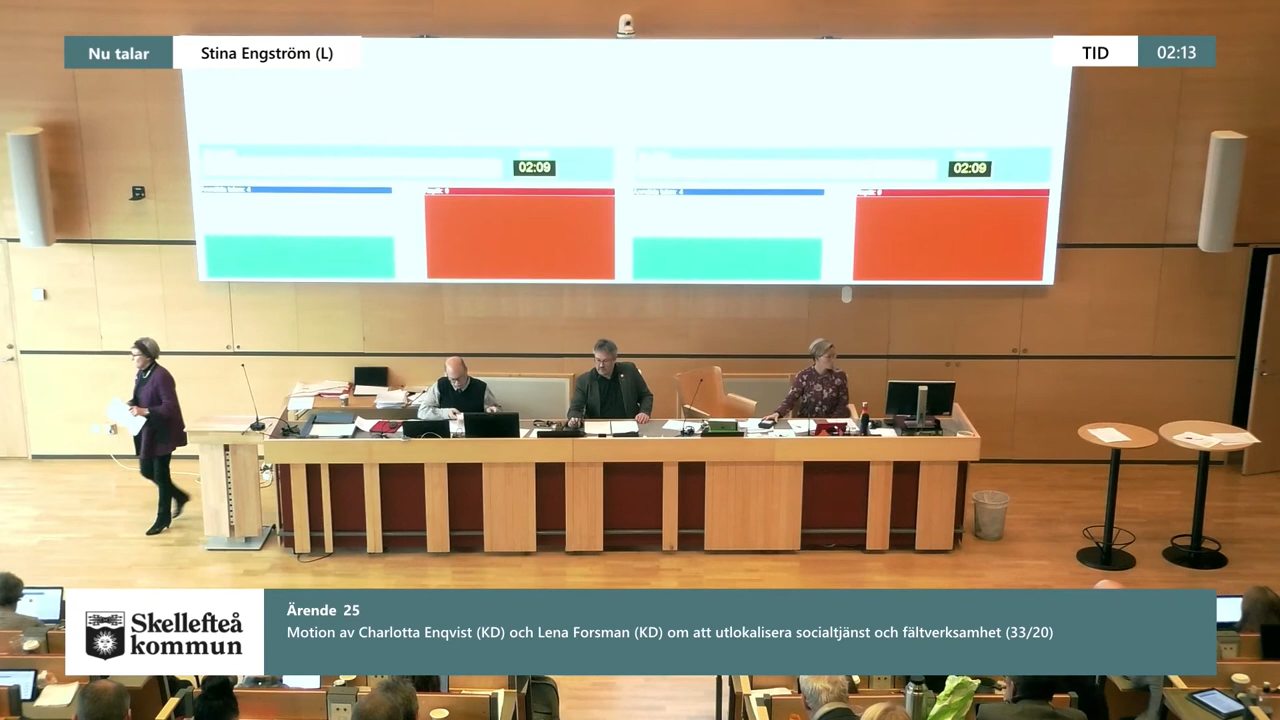 Nu talar
Stina Engström (L)
TID
02:13
02:09
02:09
Skellefteå
kommun
Ärende 25
Motion av Charlotta Enqvist (KD) och Lena Forsman (KD) om att utlokalisera socialtjänst och fältverksamhet (33/20)